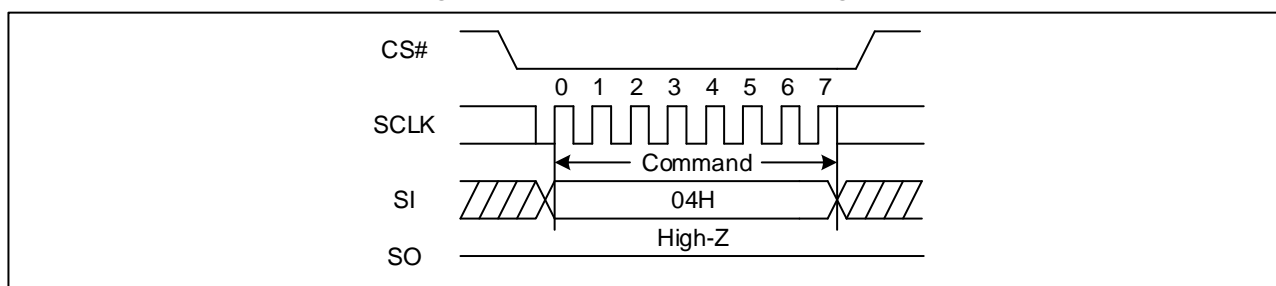 CS#
0 1 2 3 4 5 6 7
SCLK
Command
SI 04H
High-Z
SO